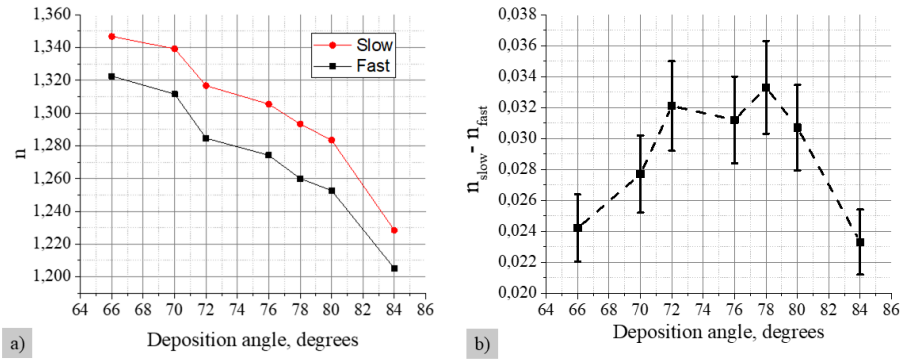 1,360
1,340
1,320
1,300
1,280
1,260
1,240
1,220
1,200
n
Slow
Fast
64 66 68 70 72 74 76 78 80 82 84 86
Deposition angle, degrees
a)
0,038
0,036
0,034
0,032
0,030
0,028
0,026
0,024
0,022
0,020
n_slow - n_fast
64 66 68 70 72 74 76 78 80 82 84 86
Deposition angle, degrees
b)